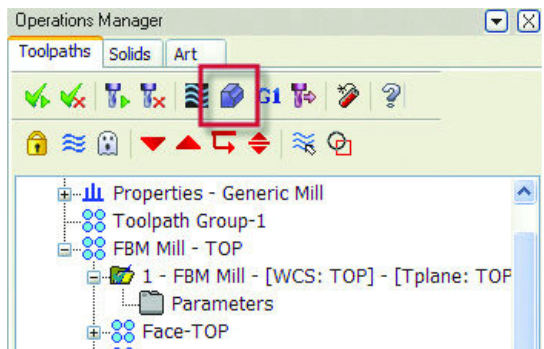 Operations Manager
Toolpaths Solids Art
G1
Properties - Generic Mill
Toolpath Group-1
FBM Mill - TOP
1 - FBM Mill - [WCS: TOP] - [Tplane: TOP
Parameters
Face-TOP